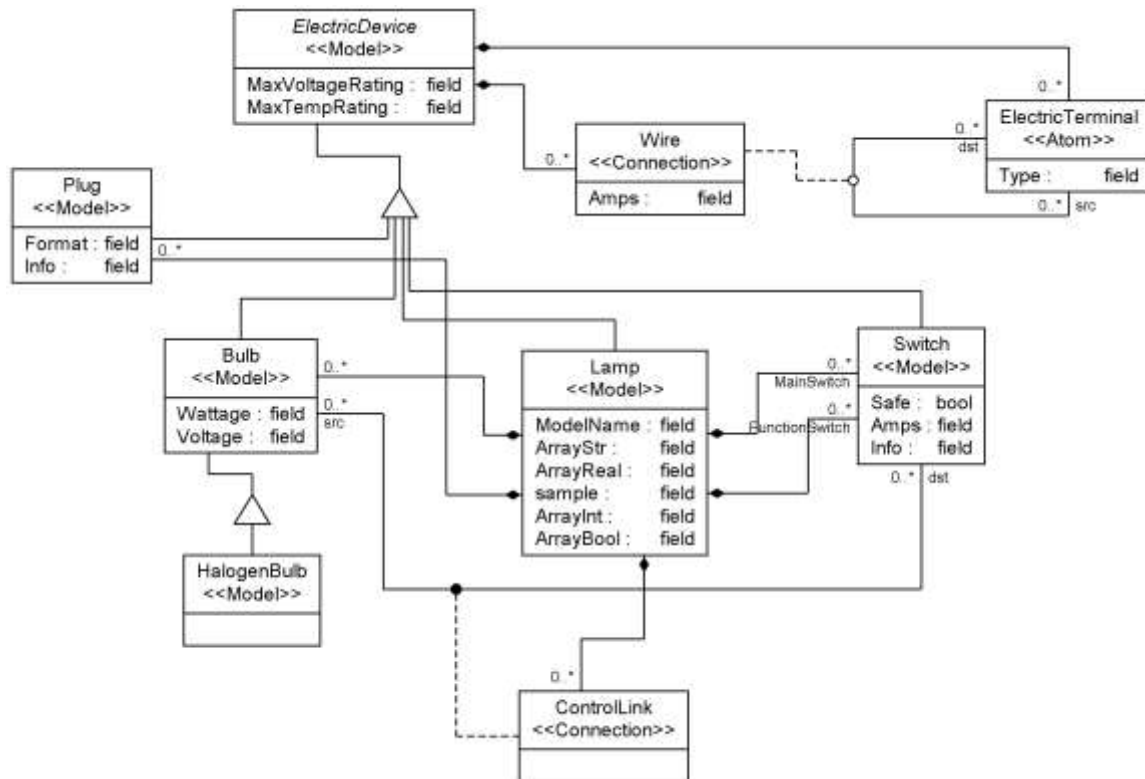 ElectricDevice
<<Model>>
MaxVoltageRating : field
MaxTempRating : field
0..*
ElectricTerminal
<<Atom>>
Type : field
0..*
dst
0..* src
Wire
<<Connection>>
Amps : field
0..*
Plug
<<Model>>
Format : field
Info : field
0..*
Bulb
<<Model>>
Wattage : field
Voltage : field
0..*
0..*
src
Lamp
<<Model>>
ModelName : field
ArrayStr : field
ArrayReal : field
sample : field
ArrayInt : field
ArrayBool : field
0..*
MainSwitch
0..*
FunctionSwitch
Switch
<<Model>>
Safe : bool
Amps : field
Info : field
0..* dst
HalogenBulb
<<Model>>
0..*
ControlLink
<<Connection>>